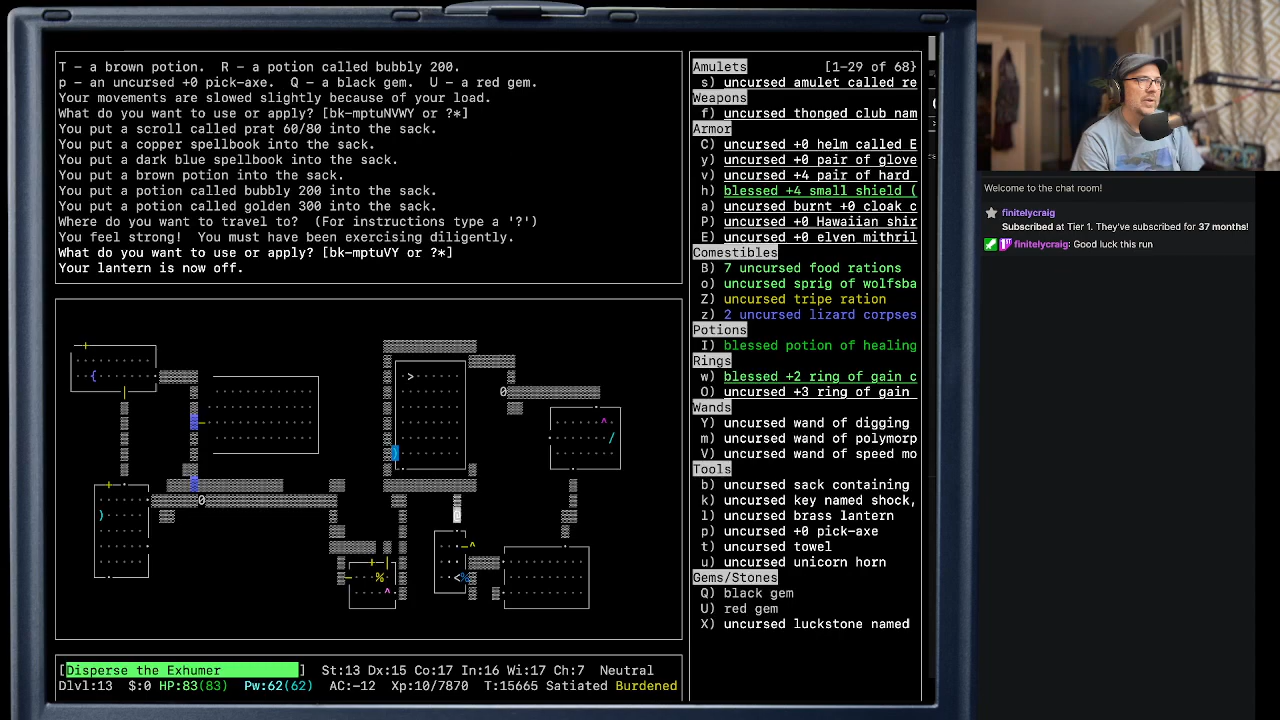 T - a brown potion.  R - a potion called bubbly 200.
p - an uncursed +0 pick-axe.  Q - a black gem.  U - a red gem.
Your movements are slowed slightly because of your load.
What do you want to use or apply? [bk-mptuNVWY or ?*]
You put a scroll called prat 60/80 into the sack.
You put a copper spellbook into the sack.
You put a dark blue spellbook into the sack.
You put a brown potion into the sack.
You put a potion called bubbly 200 into the sack.
You put a potion called golden 300 into the sack.
Where do you want to travel to?  (For instructions type a '?')
You feel strong!  You must have been exercising diligently.
What do you want to use or apply? [bk-mptuVY or ?*]
Your lantern is now off.
[Disperse the Exhumer ] St:13 Dx:15 Co:17 In:16 Wi:17 Ch:7 Neutral
Dlvl:13 $:0 HP:83(83) Pw:62(62) AC:-12 Xp:10/7870 T:15665 Satiated Burdened
Amulets [1-29 of 68}
s) uncursed amulet called re
Weapons
f) uncursed thonged club nam
Armor
C) uncursed +0 helm called E
y) uncursed +0 pair of glove
v) uncursed +4 pair of hard
h) blessed +4 small shield (
a) uncursed burnt +0 cloak c
P) uncursed +0 Hawaiian shir
E) uncursed +0 elven mithril
Comestibles
B) 7 uncursed food rations
o) uncursed sprig of wolfsba
Z) uncursed tripe ration
z) 2 uncursed lizard corpses
Potions
I) blessed potion of healing
Rings
w) blessed +2 ring of gain c
O) uncursed +3 ring of gain
Wands
Y) uncursed wand of digging
m) uncursed wand of polymorp
V) uncursed wand of speed mo
Tools
b) uncursed sack containing
k) uncursed key named shock,
l) uncursed brass lantern
p) uncursed +0 pick-axe
t) uncursed towel
u) uncursed unicorn horn
Gems/Stones
Q) black gem
U) red gem
X) uncursed luckstone named
Welcome to the chat room!
finitelycraig
Subscribed at Tier 1. They've subscribed for 37 months!
finitelycraig: Good luck this run